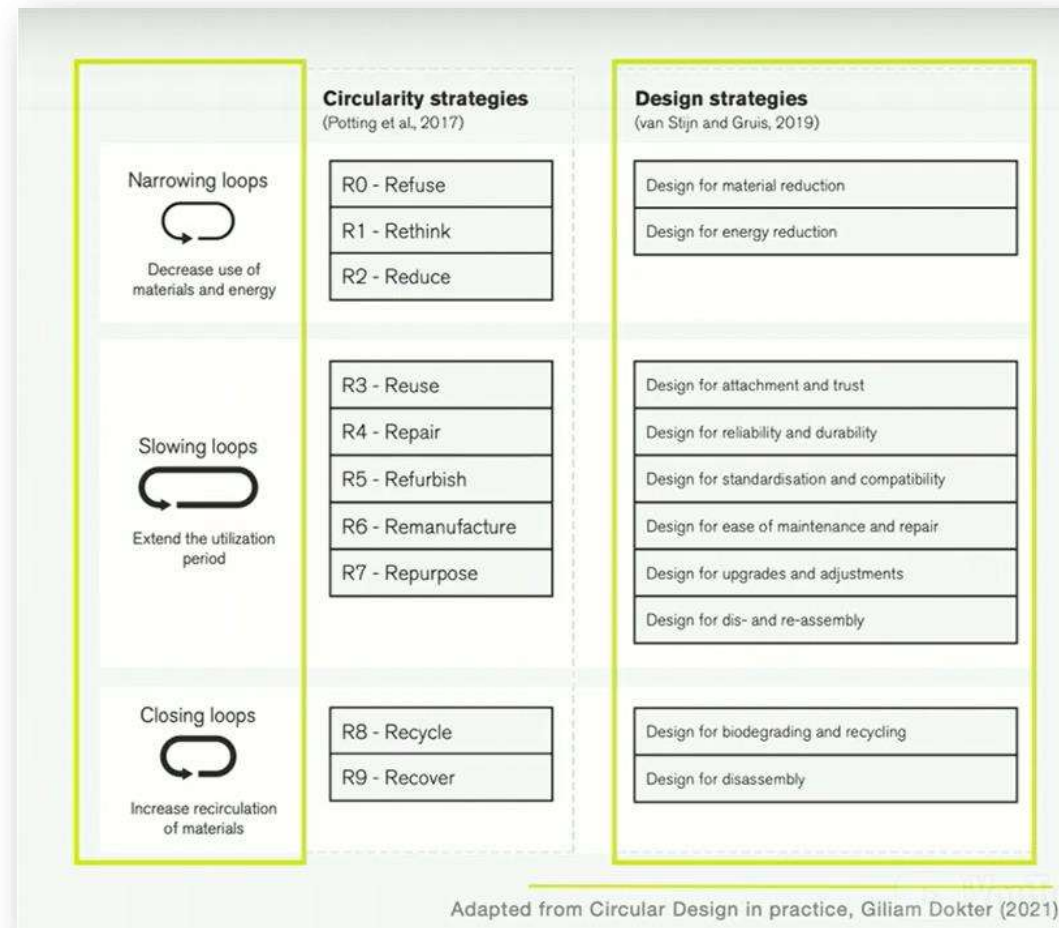 Circularity strategies
(Potting et al., 2017)
Design strategies
(van Stijn and Gruis, 2019)
Narrowing loops
Decrease use of
materials and energy
R0 - Refuse
R1 - Rethink
R2 - Reduce
Design for material reduction
Design for energy reduction
Slowing loops
Extend the utilization
period
R3 - Reuse
R4 - Repair
R5 - Refurbish
R6 - Remanufacture
R7 - Repurpose
Design for attachment and trust
Design for reliability and durability
Design for standardisation and compatibility
Design for ease of maintenance and repair
Design for upgrades and adjustments
Design for dis- and re-assembly
Closing loops
Increase recirculation
of materials
R8 - Recycle
R9 - Recover
Design for biodegrading and recycling
Design for disassembly
Adapted from Circular Design in practice, Giliam Dokter (2021)